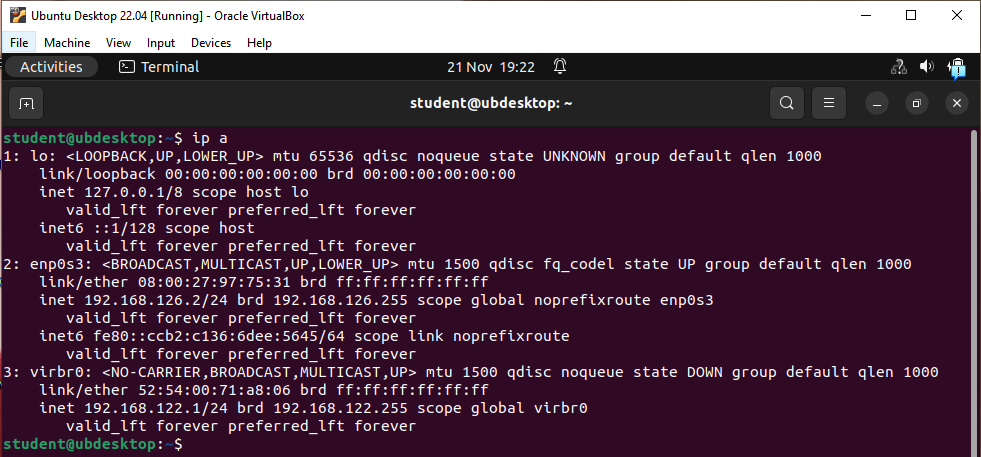 Ubuntu Desktop 22.04 [Running] - Oracle VirtualBox
File Machine View Input Devices Help
Activities Terminal 21 Nov 19:22
student@ubdesktop: ~
student@ubdesktop:~$ ip a
1: lo: <LOOPBACK,UP,LOWER_UP> mtu 65536 qdisc noqueue state UNKNOWN group default qlen 1000
    link/loopback 00:00:00:00:00:00 brd 00:00:00:00:00:00
    inet 127.0.0.1/8 scope host lo
       valid_lft forever preferred_lft forever
    inet6 ::1/128 scope host
       valid_lft forever preferred_lft forever
2: enp0s3: <BROADCAST,MULTICAST,UP,LOWER_UP> mtu 1500 qdisc fq_codel state UP group default qlen 1000
    link/ether 08:00:27:97:75:31 brd ff:ff:ff:ff:ff:ff
    inet 192.168.126.2/24 brd 192.168.126.255 scope global noprefixroute enp0s3
       valid_lft forever preferred_lft forever
    inet6 fe80::ccb2:c136:6dee:5645/64 scope link noprefixroute
       valid_lft forever preferred_lft forever
3: virbr0: <NO-CARRIER,BROADCAST,MULTICAST,UP> mtu 1500 qdisc noqueue state DOWN group default qlen 1000
    link/ether 52:54:00:71:a8:06 brd ff:ff:ff:ff:ff:ff
    inet 192.168.122.1/24 brd 192.168.122.255 scope global virbr0
       valid_lft forever preferred_lft forever
student@ubdesktop:~$